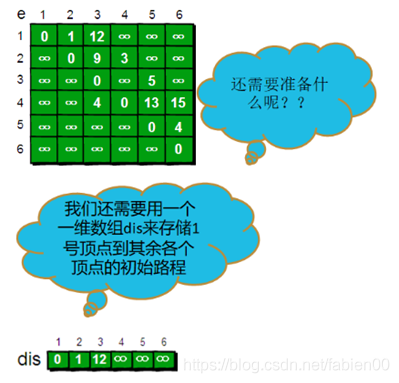 e 1 2 3 4 5 6
1 0 1 12 ∞ ∞ ∞
2 ∞ 0 9 3 ∞ ∞
3 ∞ ∞ 0 ∞ 5 ∞
4 ∞ ∞ 4 0 13 15
5 ∞ ∞ ∞ ∞ 0 4
6 ∞ ∞ ∞ ∞ ∞ 0
还需要准备什
么呢？？
我们还需要用一个
一维数组dis来存储1
号顶点到其余各个
顶点的初始路程
1 2 3 4 5 6
dis 0 1 12 ∞ ∞ ∞
https://blog.csdn.net/fabien00